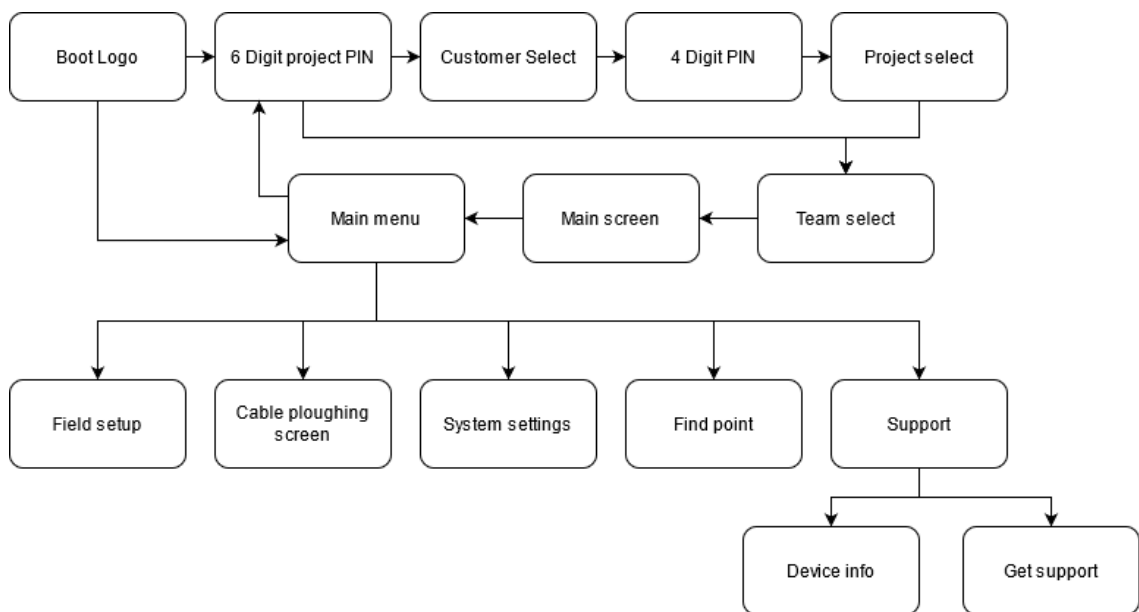 Boot Logo
6 Digit project PIN
Customer Select
4 Digit PIN
Project select
Main menu
Main screen
Team select
Field setup
Cable ploughing
screen
System settings
Find point
Support
Device info
Get support